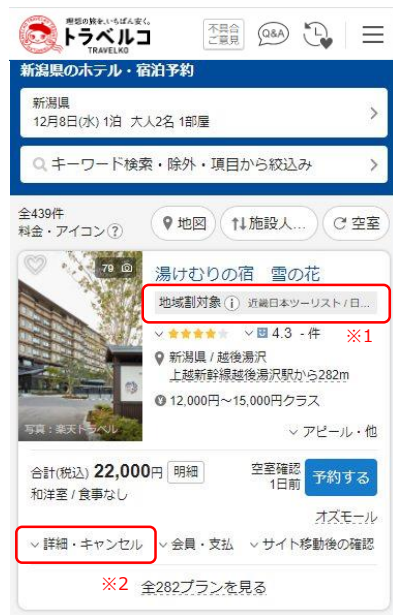 理想の旅を、いちばん安く。
トラベルコ
TRAVELKO
不具合
ご意見
Q&A
新潟県のホテル・宿泊予約
新潟県
12月8日(水) 1泊 大人2名 1部屋
キーワード検索・除外・項目から絞込み
全439件
料金・アイコン?
地図
↑↓施設人...
空室
79
湯けむりの宿 雪の花
地域割対象 i 近畿日本ツーリスト / 日...
★★★★★ 4.3 -件 ※1
新潟県 / 越後湯沢
上越新幹線越後湯沢駅から282m
12,000円～15,000円クラス
写真:楽天トラベル
アピール・他
合計(税込) 22,000円 明細
和洋室 / 食事なし
空室確認
1日前
予約する
オズモール
詳細・キャンセル 会員・支払 サイト移動後の確認
※2 全282プランを見る